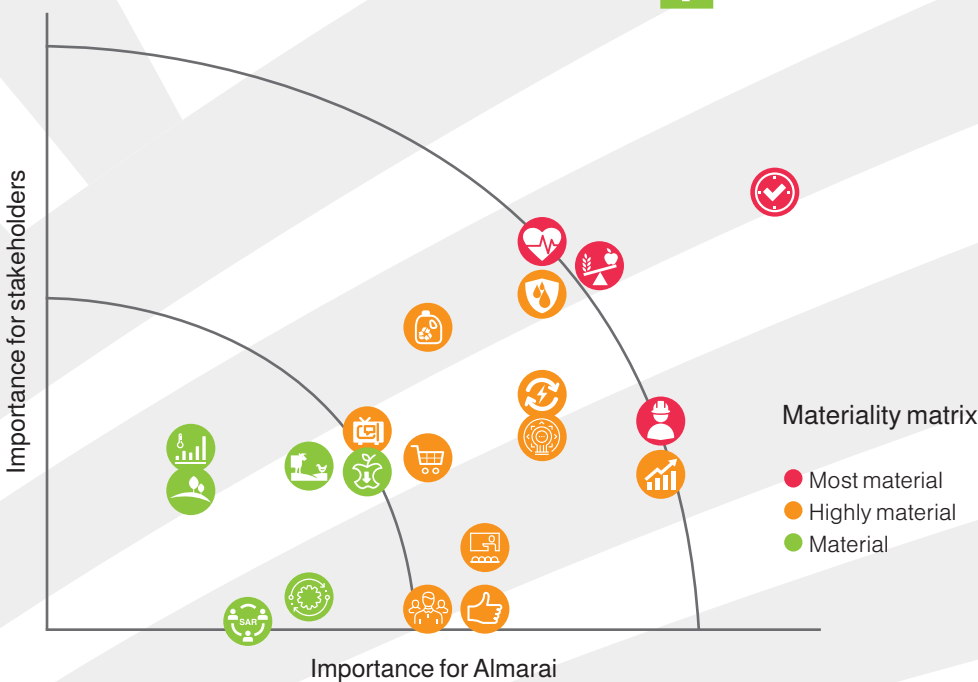 Importance for stakeholders
Materiality matrix
Most material
Highly material
Material
SAR
Importance for Almarai